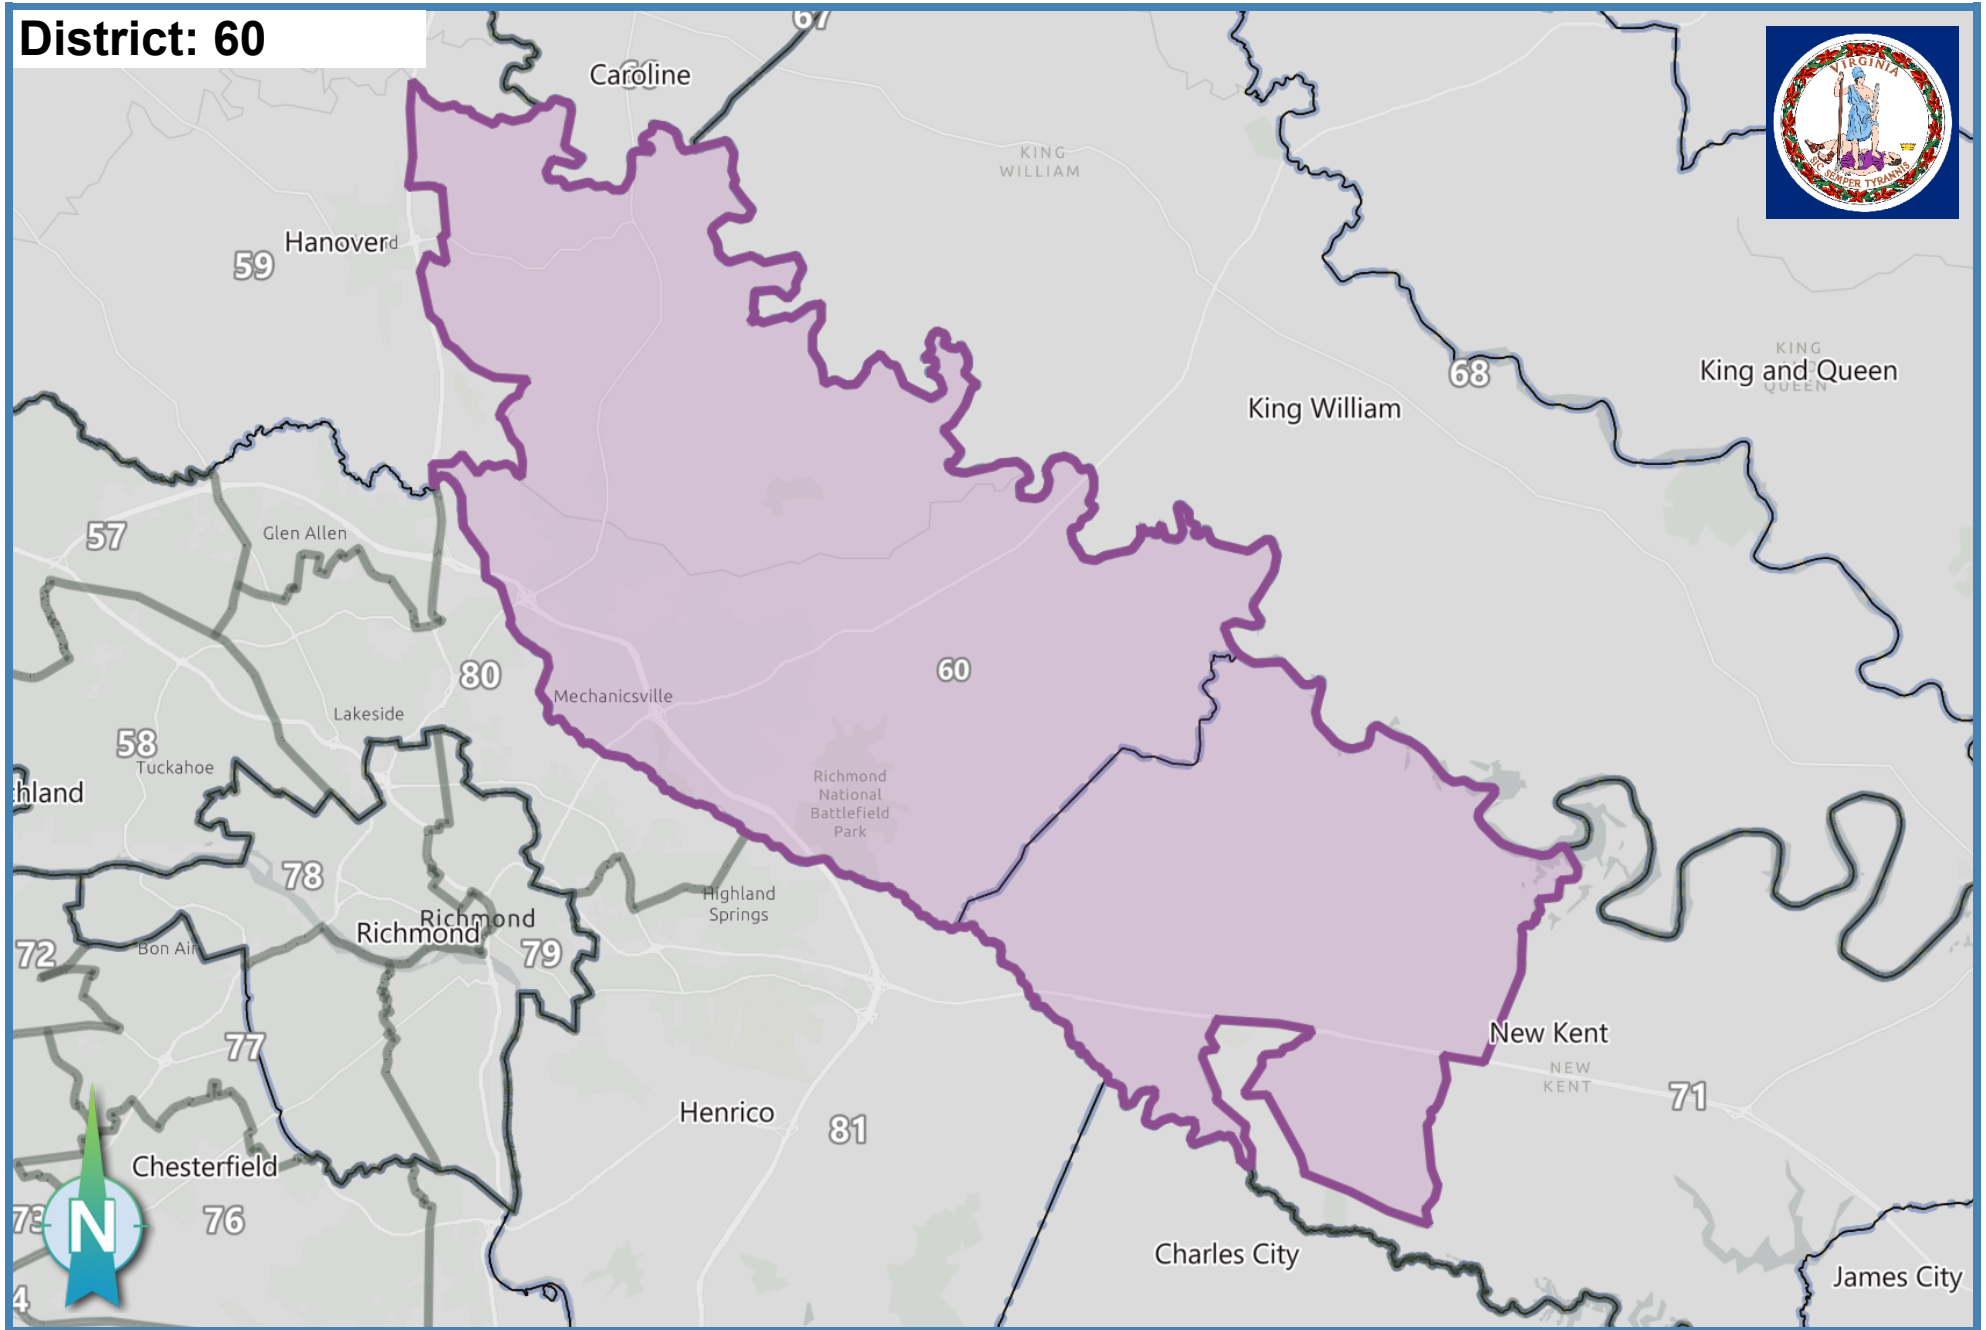 District: 60
67
Caroline
VIRGINIA
SIC SEMPER TYRANNIS
KING
WILLIAM
Hanover
59
King William
68
KING
QUEEN
King and Queen
57
Glen Allen
80
60
Mechanicsville
Lakeside
58
Tuckahoe
Richmond
National
Battlefield
Park
78
Highland
Springs
Richmond
Richmond
72
Bon Air
79
77
New Kent
NEW
KENT
71
Henrico
81
Chesterfield
76
73
N
Charles City
James City